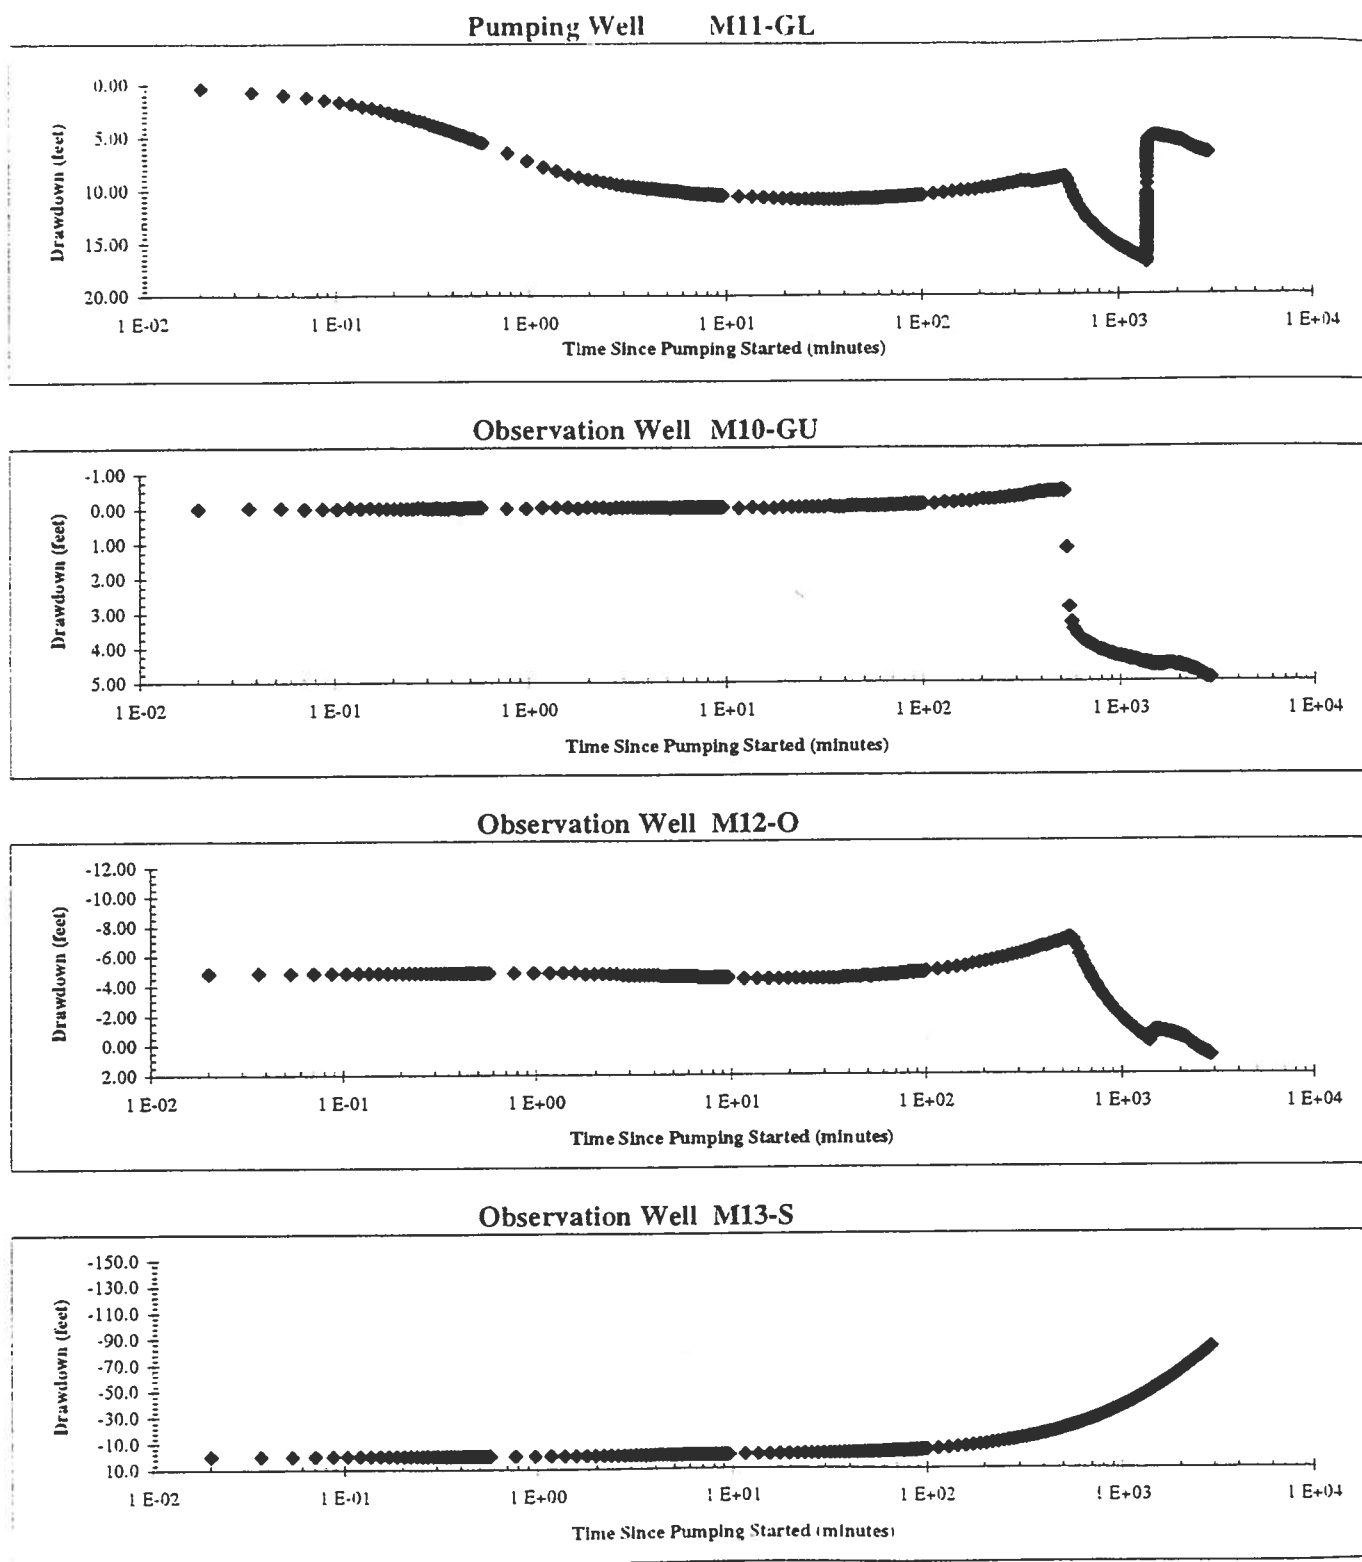 Pumping Well M11-GL
0.00
5.00
10.00
15.00
20.00
Drawdown (feet)
1 E-02 1 E-01 1 E+00 1 E+01 1 E+02 1 E+03 1 E+04
Time Since Pumping Started (minutes)
Observation Well M10-GU
-1.00
0.00
1.00
2.00
3.00
4.00
5.00
Drawdown (feet)
1 E-02 1 E-01 1 E+00 1 E+01 1 E+02 1 E+03 1 E+04
Time Since Pumping Started (minutes)
Observation Well M12-O
-12.00
-10.00
-8.00
-6.00
-4.00
-2.00
0.00
2.00
Drawdown (feet)
1 E-02 1 E-01 1 E+00 1 E+01 1 E+02 1 E+03 1 E+04
Time Since Pumping Started (minutes)
Observation Well M13-S
-150.0
-130.0
-110.0
-90.0
-70.0
-50.0
-30.0
-10.0
10.0
Drawdown (feet)
1 E-02 1 E-01 1 E+00 1 E+01 1 E+02 1 E+03 1 E+04
Time Since Pumping Started (minutes)